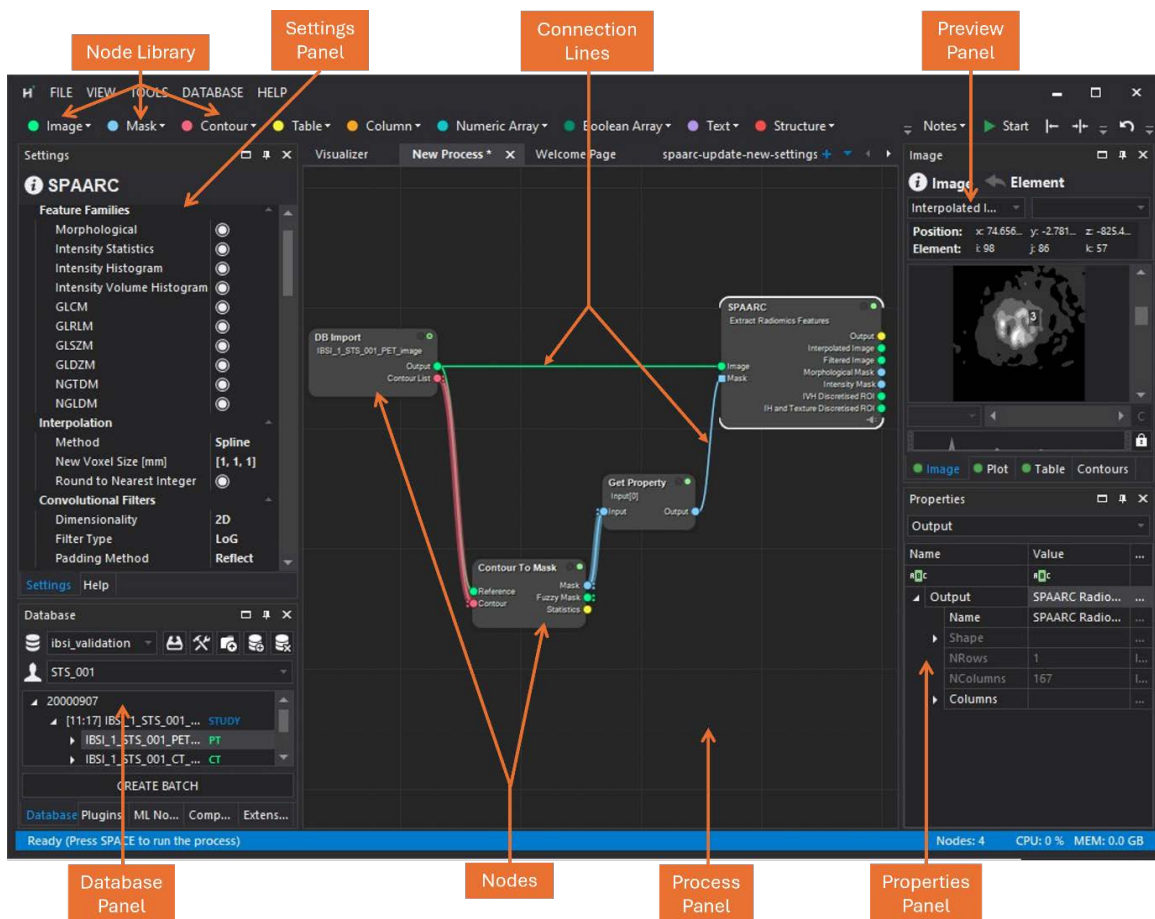 Node Library
Settings
Panel
Connection
Lines
Preview
Panel
FILE VIEW TOOLS DATABASE HELP
Image Mask Contour Table Column Numeric Array Boolean Array Text Structure Notes Start
Settings
SPAARC
Feature Families
Morphological
Intensity Statistics
Intensity Histogram
Intensity Volume Histogram
GLCM
GLRLM
GLSZM
GLDZM
NGTDM
NGLDM
Interpolation
Method Spline
New Voxel Size [mm] [1, 1, 1]
Round to Nearest Integer
Convolutional Filters
Dimensionality 2D
Filter Type LoG
Padding Method Reflect
Settings Help
Database
ibsi_validation
STS_001
20000907
[11:17] IBSI_1_STS_001_... STUDY
IBSI_1_STS_001_PET... PT
IBSI_1_STS_001_CT_... CT
CREATE BATCH
Database Plugins ML No... Comp... Extens...
Visualizer New Process * X Welcome Page spaarc-update-new-settings
DB Import
IBSI_1_STS_001_PET_image
Output
Contour List
SPAARC
Extract Radiomics Features
Output
Interpolated Image
Filtered Image
Image
Morphological Mask
Mask
Intensity Mask
IVH Discretised ROI
IH and Texture Discretised ROI
Get Property
Input[0]
Input Output
Contour To Mask
Mask
Reference
Fuzzy Mask
Contour
Statistics
Image
Image Element
Interpolated I...
Position: x: 74.656... y: -2.781... z: -825.4...
Element: i: 98 j: 86 k: 57
3
C
Image Plot Table Contours
Properties
Output
Name Value ...
Output SPAARC Radio... ...
Name SPAARC Radio... ...
Shape ...
NRows 1 I...
NColumns 167 I...
Columns ...
Ready (Press SPACE to run the process) Nodes: 4 CPU: 0 % MEM: 0.0 GB
Database
Panel
Nodes
Process
Panel
Properties
Panel